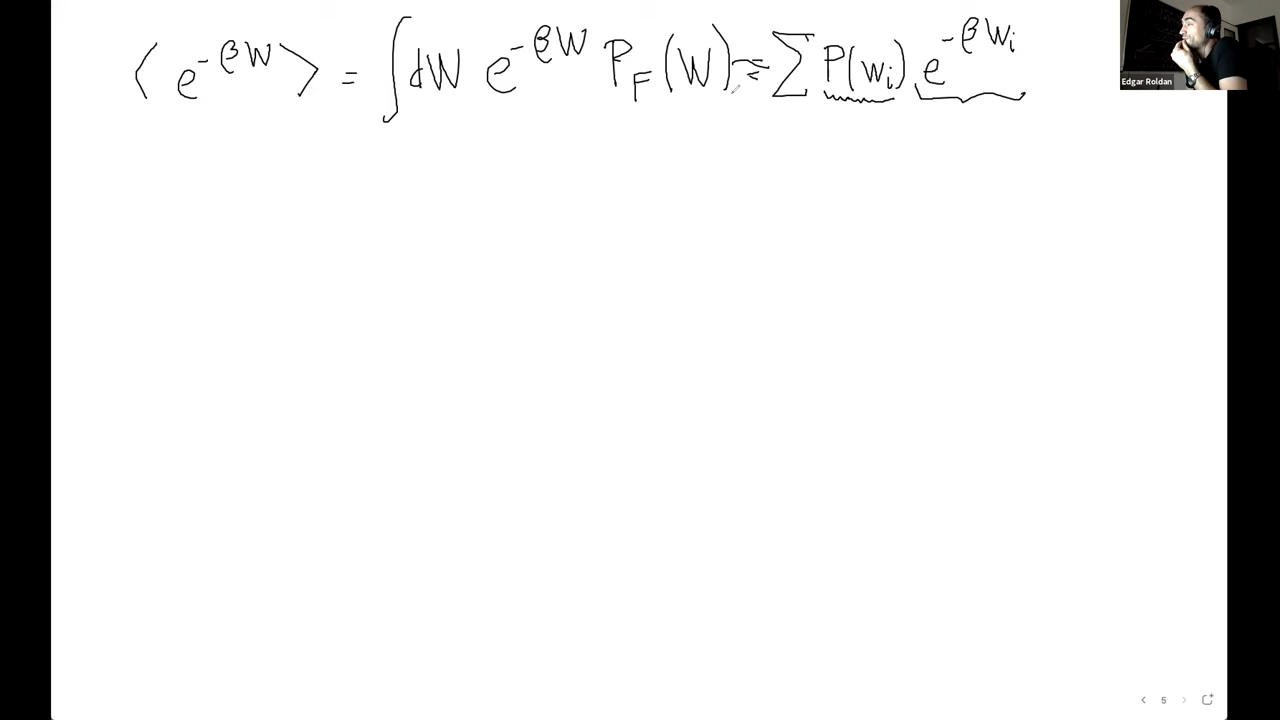 ⟨ e^{-βW} ⟩ = ∫ dW e^{-βW} P_F(W) ≈ ∑ P(w_i) e^{-βW_i}
Edgar Roldan
5